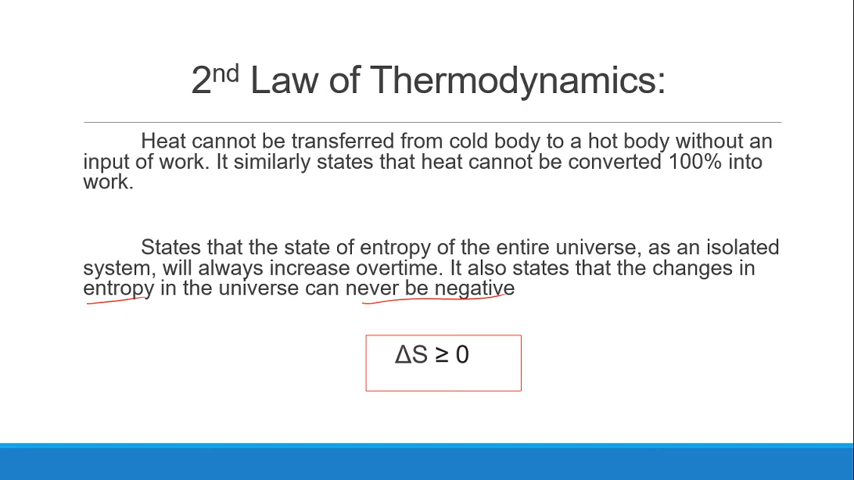 2nd Law of Thermodynamics:
Heat cannot be transferred from cold body to a hot body without an
input of work. It similarly states that heat cannot be converted 100% into
work.
States that the state of entropy of the entire universe, as an isolated
system, will always increase overtime. It also states that the changes in
entropy in the universe can never be negative
ΔS ≥ 0